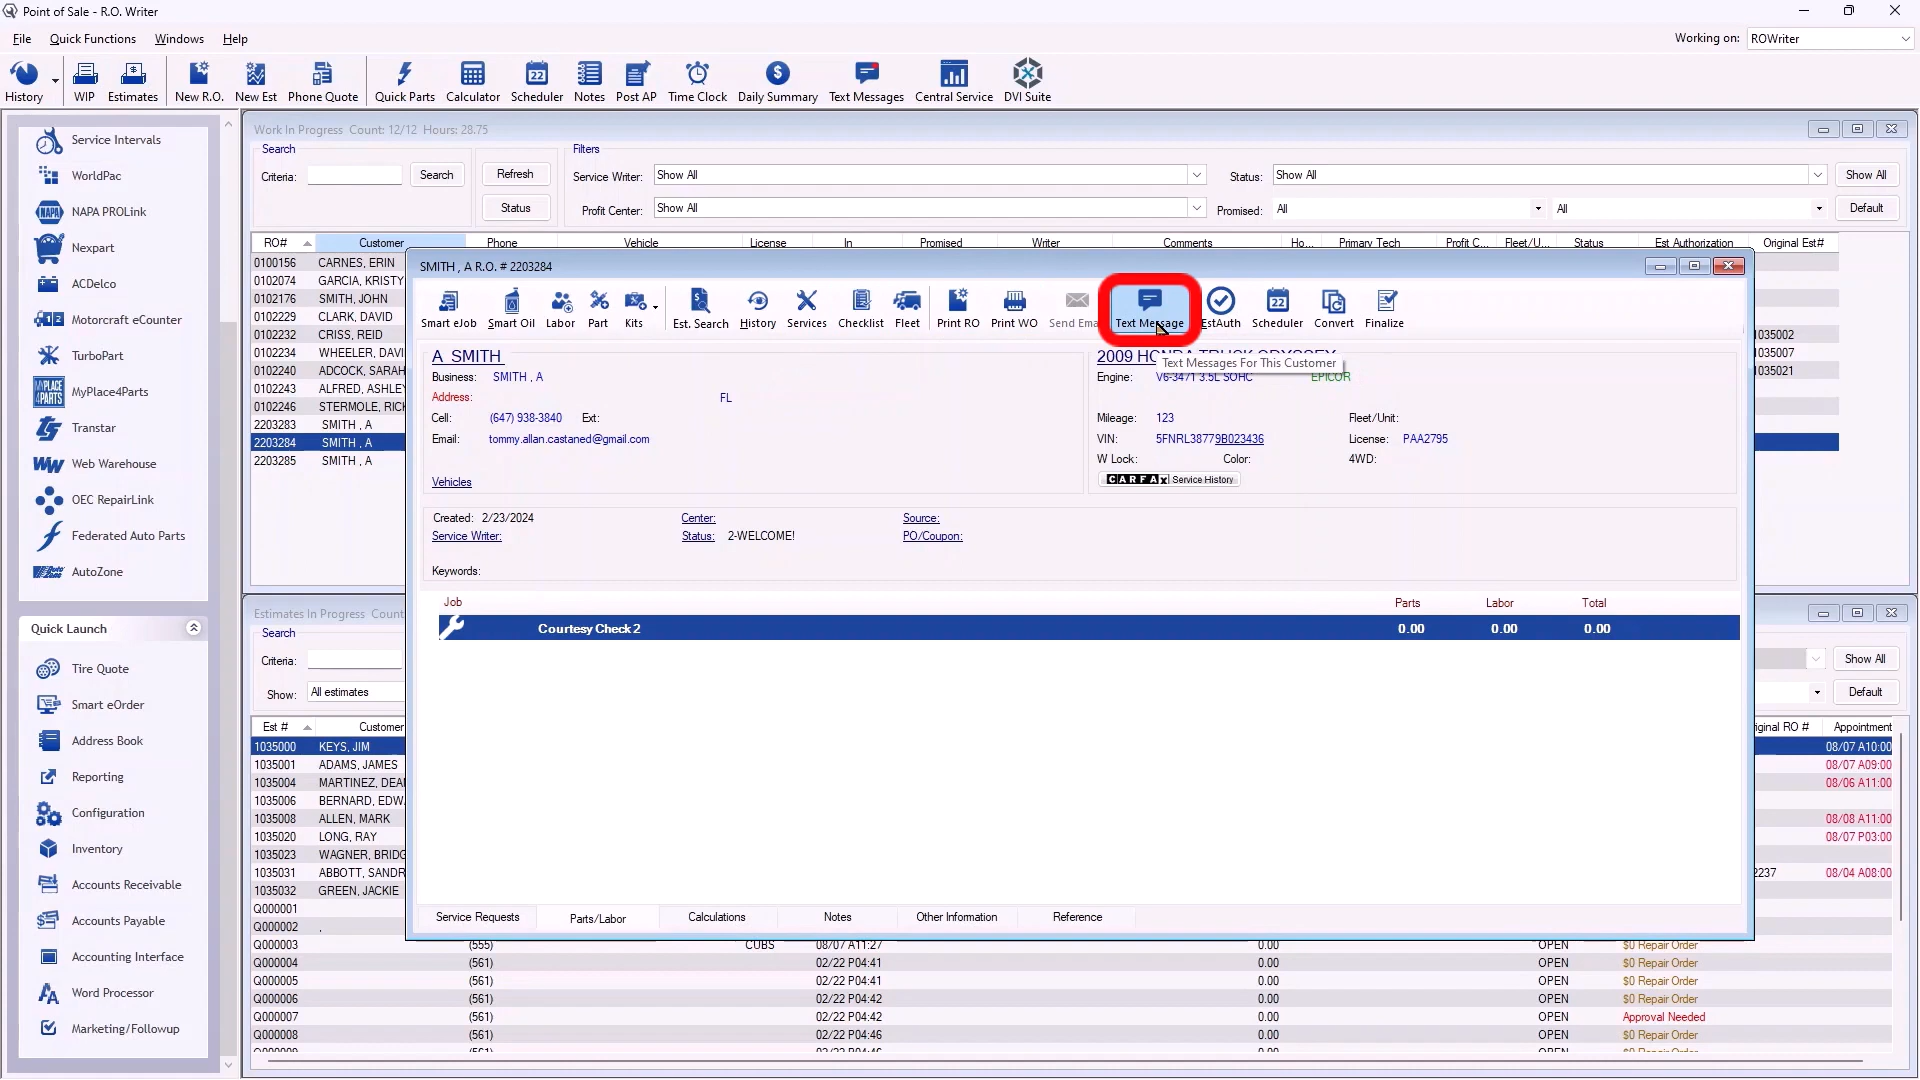 Point of Sale - R.O. Writer
File Quick Functions Windows Help
Working on: ROWriter
History WIP Estimates New R.O. New Est Phone Quote Quick Parts Calculator Scheduler Notes Post AP Time Clock Daily Summary Text Messages Central Service DVI Suite
Service Intervals
WorldPac
NAPA PROLink
Nexpart
ACDelco
Motorcraft eCounter
TurboPart
MyPlace4Parts
Transtar
Web Warehouse
OEC RepairLink
Federated Auto Parts
AutoZone
Quick Launch
Tire Quote
Smart eOrder
Address Book
Reporting
Configuration
Inventory
Accounts Receivable
Accounts Payable
Accounting Interface
Word Processor
Marketing/Followup
Work In Progress Count: 12/12 Hours: 28.75
Search
Criteria: Search
Refresh
Status
Filters
Service Writer: Show All Status: Show All Show All
Profit Center: Show All Promised: All All Default
RO# Customer Phone Vehicle License In Promised Writer Comments Ho... Primary Tech Profit C... Fleet/U... Status Est Authorization Original Est#
0100156 CARNES, ERIN
0102074 GARCIA, KRISTY
0102176 SMITH, JOHN
0102229 CLARK, DAVID
0102232 CRISS, REID 1035002
0102234 WHEELER, DAVI 1035007
0102240 ADCOCK, SARAH 1035021
0102243 ALFRED, ASHLEY
0102246 STERMOLE, RICK
2203283 SMITH , A
2203284 SMITH , A
2203285 SMITH , A
SMITH , A R.O. # 2203284
Smart eJob Smart Oil Labor Part Kits Est. Search History Services Checklist Fleet Print RO Print WO Send Ema Text Message EstAuth Scheduler Convert Finalize
Text Messages For This Customer
A SMITH
Business: SMITH , A
Address: FL
Cell: (647) 938-3840 Ext:
Email: tommy.allan.castaned@gmail.com
Vehicles
2009 HONDA TRUCK ODYSSEY
Engine: V6-3471 3.5L SOHC EPICOR
Mileage: 123 Fleet/Unit:
VIN: 5FNRL38779B023436 License: PAA2795
W Lock: Color: 4WD:
CARFAX Service History
Created: 2/23/2024 Center: Source:
Service Writer: Status: 2-WELCOME! PO/Coupon:
Keywords:
Job Parts Labor Total
Courtesy Check 2 0.00 0.00 0.00
Service Requests Parts/Labor Calculations Notes Other Information Reference
Estimates In Progress Count
Search
Criteria: Show All
Show: All estimates Default
Est # Customer iginal RO # Appointment
1035000 KEYS, JIM 08/07 A10:00
1035001 ADAMS, JAMES 08/07 A09:00
1035004 MARTINEZ, DEA 08/06 A11:00
1035006 BERNARD, EDW
1035008 ALLEN, MARK 08/08 A11:00
1035020 LONG, RAY 08/07 P03:00
1035023 WAGNER, BRIDG
1035031 ABBOTT, SANDR 2237 08/04 A08:00
1035032 GREEN, JACKIE
Q000001
Q000002 ,
Q000003 (555) CUBS 08/07 A11:27 0.00 OPEN $0 Repair Order
Q000004 (561) 02/22 P04:41 0.00 OPEN $0 Repair Order
Q000005 (561) 02/22 P04:41 0.00 OPEN $0 Repair Order
Q000006 (561) 02/22 P04:42 0.00 OPEN $0 Repair Order
Q000007 (561) 02/22 P04:42 0.00 OPEN Approval Needed
Q000008 (561) 02/22 P04:46 0.00 OPEN $0 Repair Order